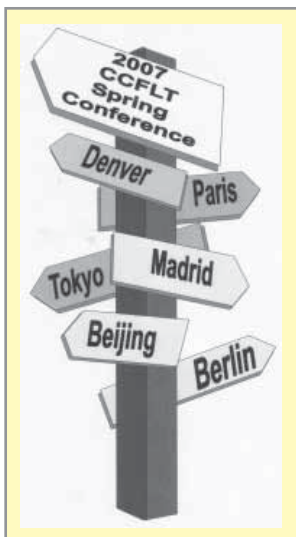 2007
CCFLT
Spring
Conference
Denver
Paris
Tokyo
Madrid
Beijing
Berlin